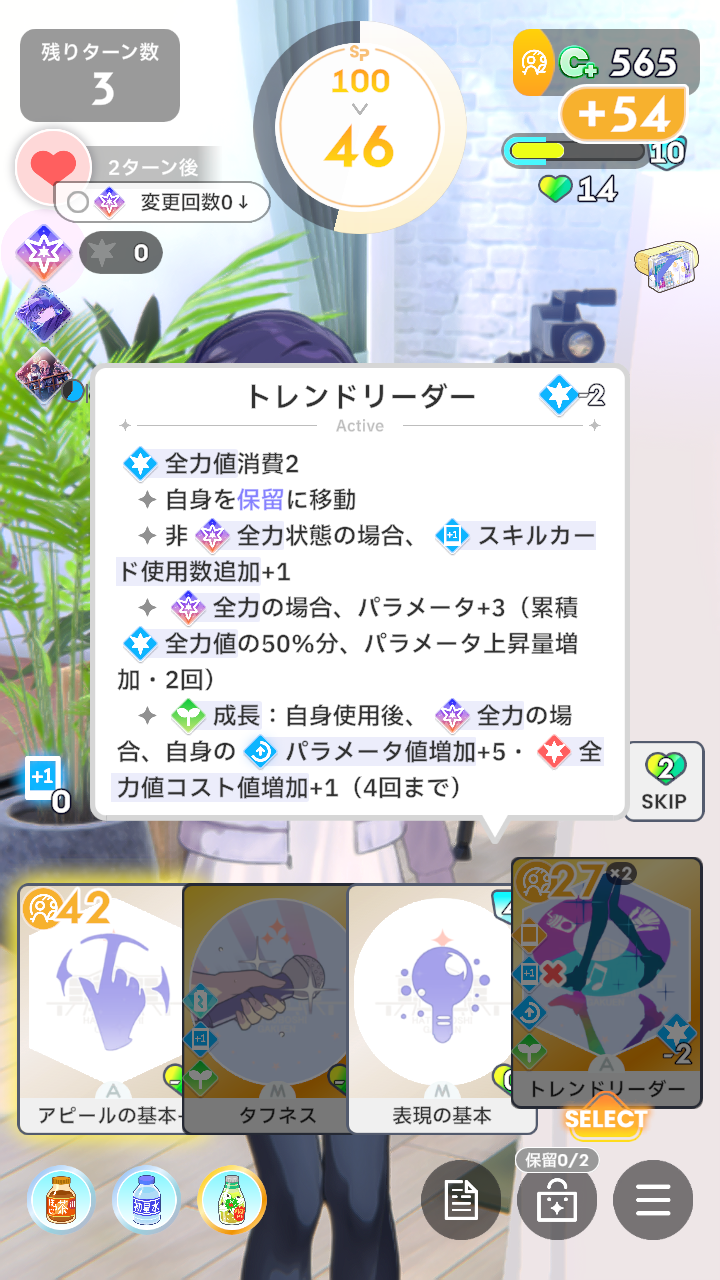 残りターン数
3
SP
100
46
C+ 565
+54
10
14
2ターン後
変更回数0↓
0
トレンドリーダー
-2
Active
全力値消費2
自身を保留に移動
非 全力状態の場合、 +1 スキルカー
ド使用数追加+1
全力の場合、パラメータ+3（累積
全力値の50%分、パラメータ上昇量増
加・2回）
成長：自身使用後、 全力の場
合、自身の パラメータ値増加+5・ 全
力値コスト値増加+1（4回まで）
+1
0
2
SKIP
42
A
アピールの基本
+1
M
タフネス
4
M
表現の基本
27
×2
+1
-2
A
トレンドリーダー
SELECT
保留0/2